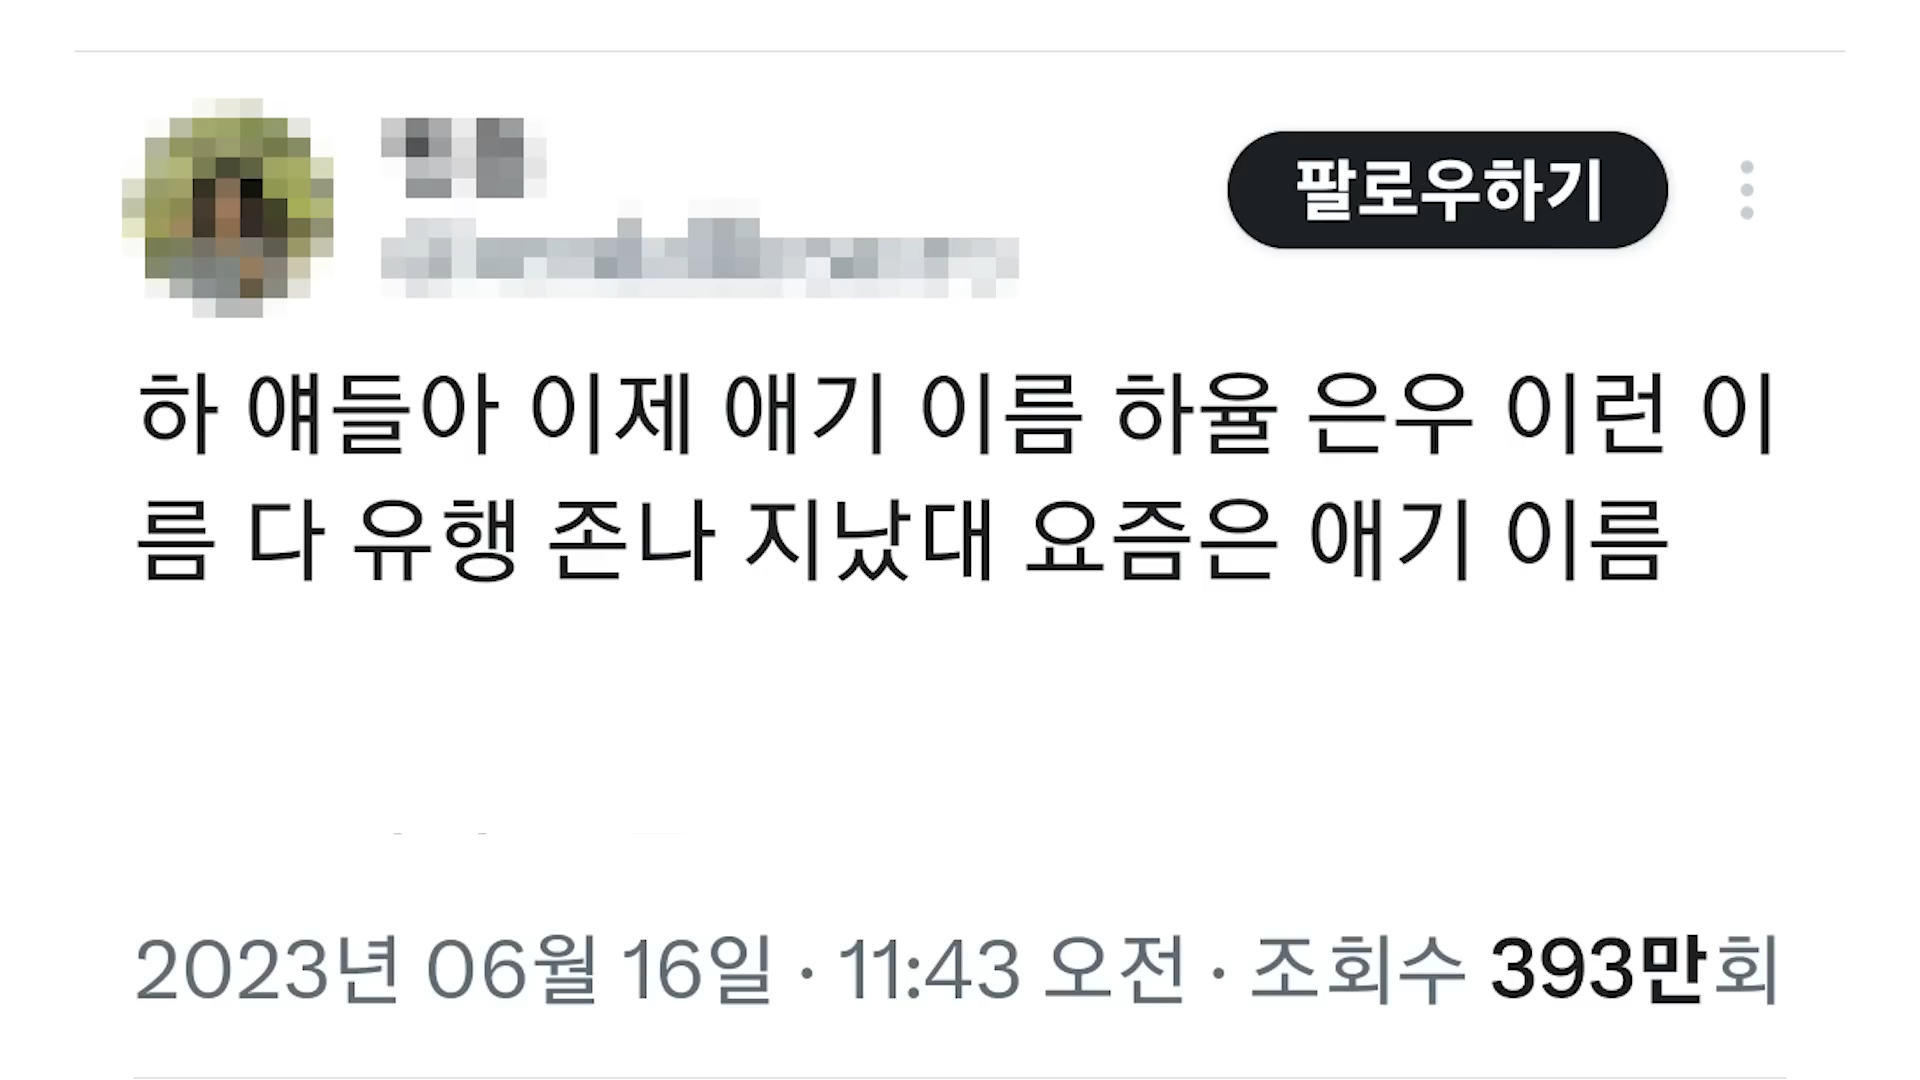 팔로우하기
하 얘들아 이제 애기 이름 하율 은우 이런 이
름 다 유행 존나 지났대 요즘은 애기 이름
2023년 06월 16일 · 11:43 오전 · 조회수 393만회